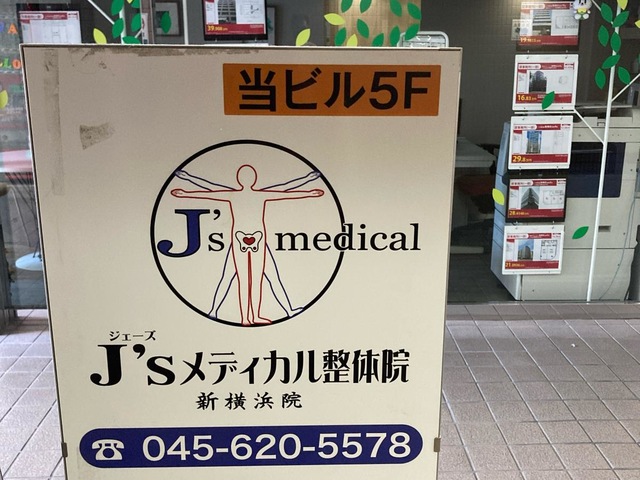 当ビル5F
J's medical
ジェーズ
J'sメディカル整体院
新横浜院
☎ 045-620-5578